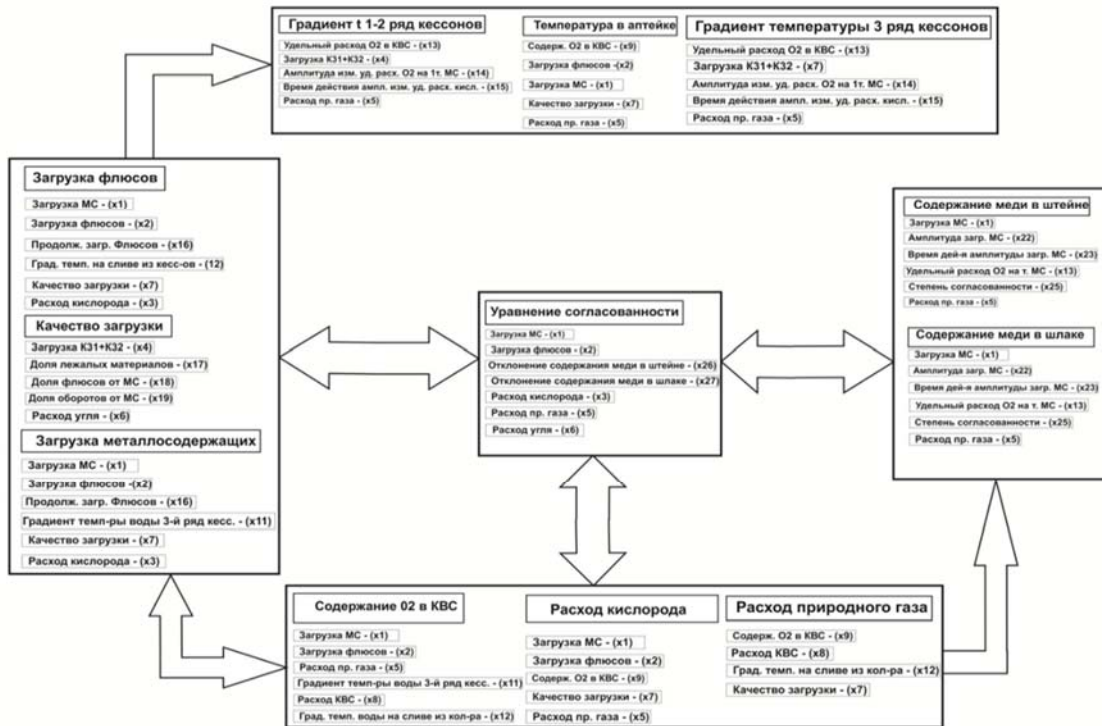 Градиент t 1-2 ряд кессонов
Удельный расход О2 в КВС - (x13)
Загрузка К31+К32 - (x4)
Амплитуда изм. уд. расх. О2 на 1т. МС - (x14)
Время действия ампл. изм. уд. расх. кисл. - (x15)
Расход пр. газа - (x5)
Температура в аптейке
Содерж. О2 в КВС - (x9)
Загрузка флюсов - (x2)
Загрузка МС - (x1)
Качество загрузки - (x7)
Расход пр. газа - (x5)
Градиент температуры 3 ряд кессонов
Удельный расход О2 в КВС - (x13)
Загрузка К31+К32 - (x7)
Амплитуда изм. уд. расх. О2 на 1т. МС - (x14)
Время действия ампл. изм. уд. расх. кисл. - (x15)
Расход пр. газа - (x5)
Загрузка флюсов
Загрузка МС - (x1)
Загрузка флюсов - (x2)
Продолж. загр. Флюсов - (x16)
Град. темп. на сливе из кесс-ов - (12)
Качество загрузки - (x7)
Расход кислорода - (x3)
Качество загрузки
Загрузка К31+К32 - (x4)
Доля лежалых материалов - (x17)
Доля флюсов от МС - (x18)
Доля оборотов от МС - (x19)
Расход угля - (x6)
Загрузка металлосодержащих
Загрузка МС - (x1)
Загрузка флюсов -(x2)
Продолж. загр. Флюсов - (x16)
Градиент темп-ры воды 3-й ряд кесс. - (x11)
Качество загрузки - (x7)
Расход кислорода - (x3)
Уравнение согласованности
Загрузка МС - (x1)
Загрузка флюсов - (x2)
Отклонение содержания меди в штейне - (x26)
Отклонение содержания меди в шлаке - (x27)
Расход кислорода - (x3)
Расход пр. газа - (x5)
Расход угля - (x6)
Содержание меди в штейне
Загрузка МС - (x1)
Амплитуда загр. МС - (x22)
Время дей-я амплитуды загр. МС - (x23)
Удельный расход О2 на т. МС - (x13)
Степень согласованности - (x25)
Расход пр. газа - (x5)
Содержание меди в шлаке
Загрузка МС - (x1)
Амплитуда загр. МС - (x22)
Время дей-я амплитуды загр. МС - (x23)
Удельный расход О2 на т. МС - (x13)
Степень согласованности - (x25)
Расход пр. газа - (x5)
Содержание 02 в КВС
Загрузка МС - (x1)
Загрузка флюсов - (x2)
Расход пр. газа - (x5)
Градиент темп-ры воды 3-й ряд кесс. - (x11)
Расход КВС - (x8)
Град. темп. воды на сливе из кол-ра - (x12)
Расход кислорода
Загрузка МС - (x1)
Загрузка флюсов - (x2)
Содерж. О2 в КВС - (x9)
Качество загрузки - (x7)
Расход пр. газа - (x5)
Расход природного газа
Содерж. О2 в КВС - (x9)
Расход КВС - (x8)
Град. темп. на сливе из кол-ра - (x12)
Качество загрузки - (x7)